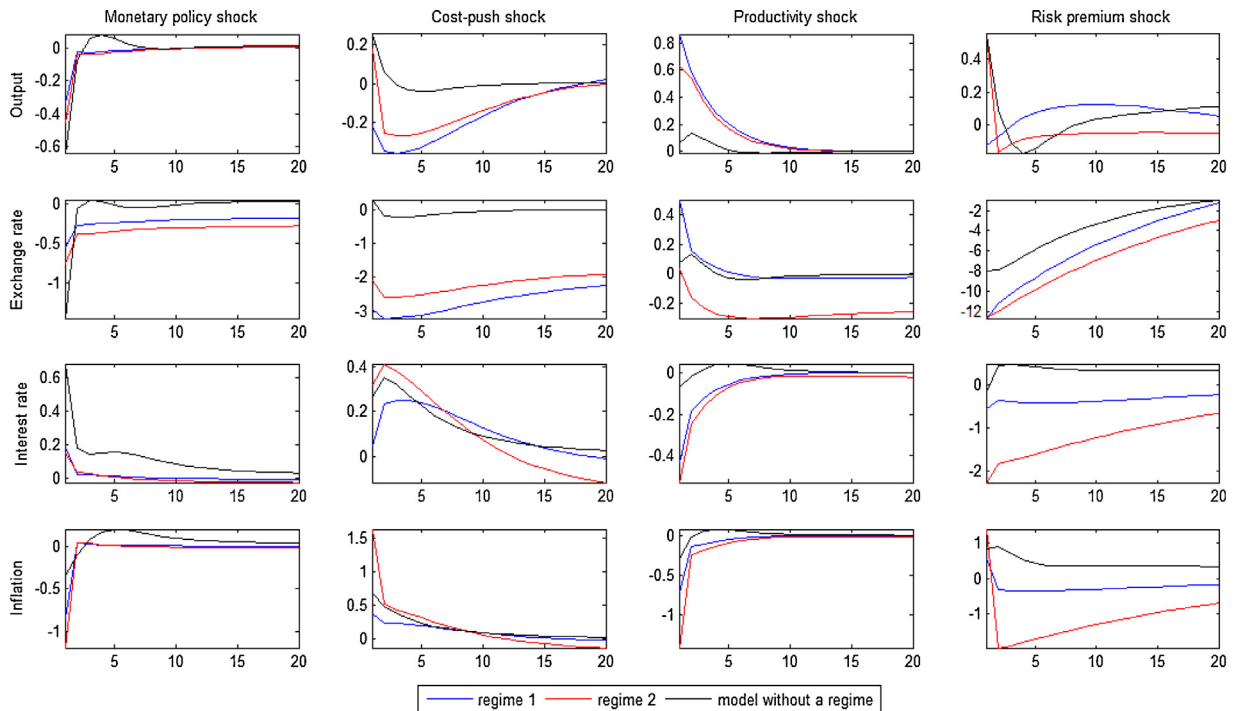 Monetary policy shock Cost-push shock Productivity shock Risk premium shock
Output
0
-0.2
-0.4
-0.6
5 10 15 20
0.2
0
-0.2
5 10 15 20
0.8
0.6
0.4
0.2
0
5 10 15 20
0.4
0.2
0
5 10 15 20
Exchange rate
0
-0.5
-1
5 10 15 20
0
-1
-2
-3
5 10 15 20
0.4
0.2
0
-0.2
5 10 15 20
-2
-4
-6
-8
-10
-12
5 10 15 20
Interest rate
0.6
0.4
0.2
0
5 10 15 20
0.4
0.2
0
5 10 15 20
0
-0.2
-0.4
5 10 15 20
0
-1
-2
5 10 15 20
Inflation
0
-0.5
-1
5 10 15 20
1.5
1
0.5
0
5 10 15 20
0
-0.5
-1
5 10 15 20
1
0
-1
5 10 15 20
regime 1 regime 2 model without a regime